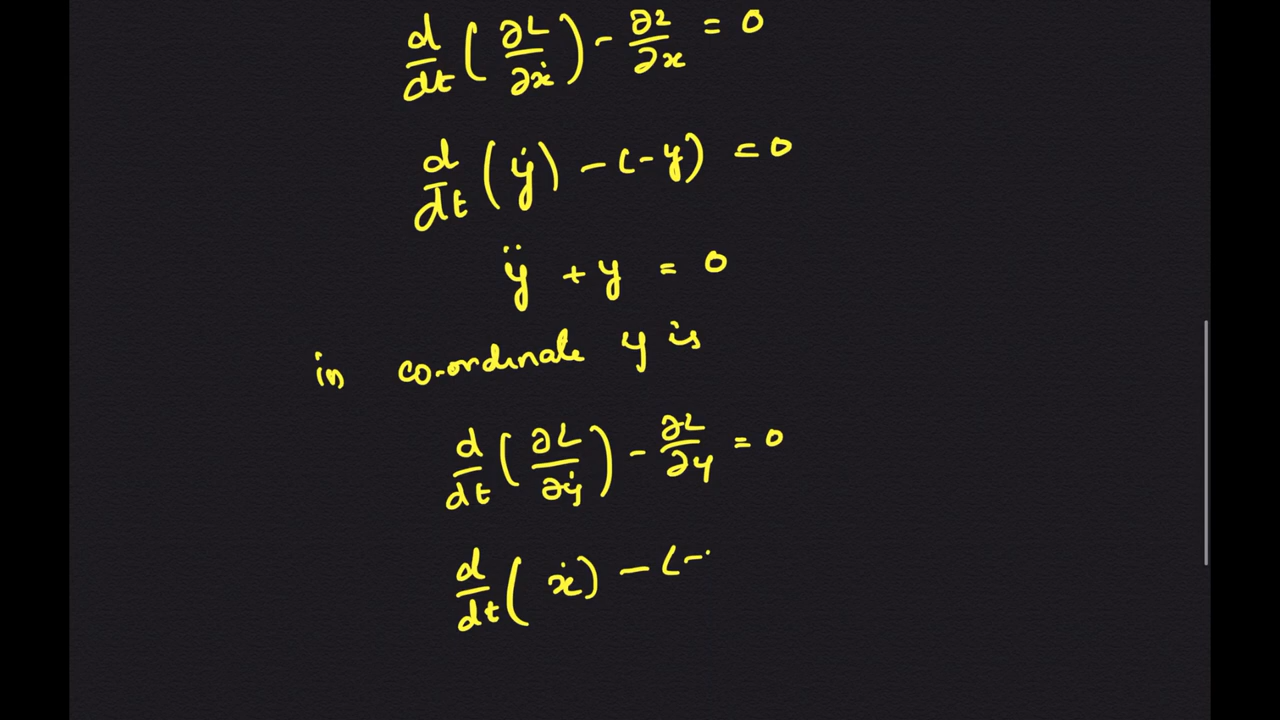 d/dt (∂L/∂ẋ) - ∂L/∂x = 0
d/dt (ẏ) - (-y) = 0
ÿ + y = 0
in co-ordinate y is
d/dt (∂L/∂ẏ) - ∂L/∂y = 0
d/dt (ẋ) - (-